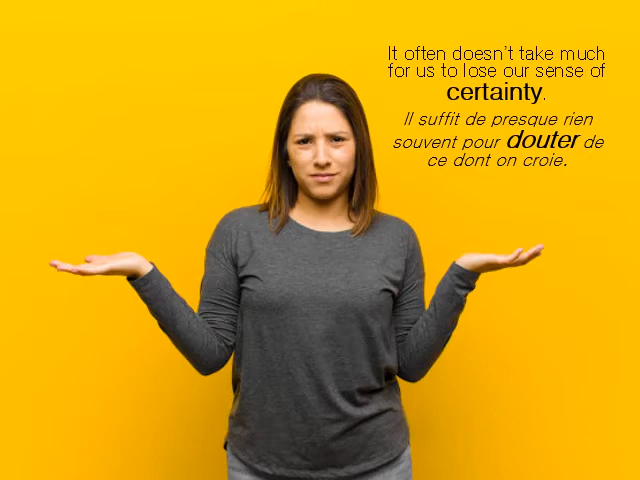 It often doesn't take much
for us to lose our sense of
certainty.
Il suffit de presque rien
souvent pour douter de
ce dont on croie.